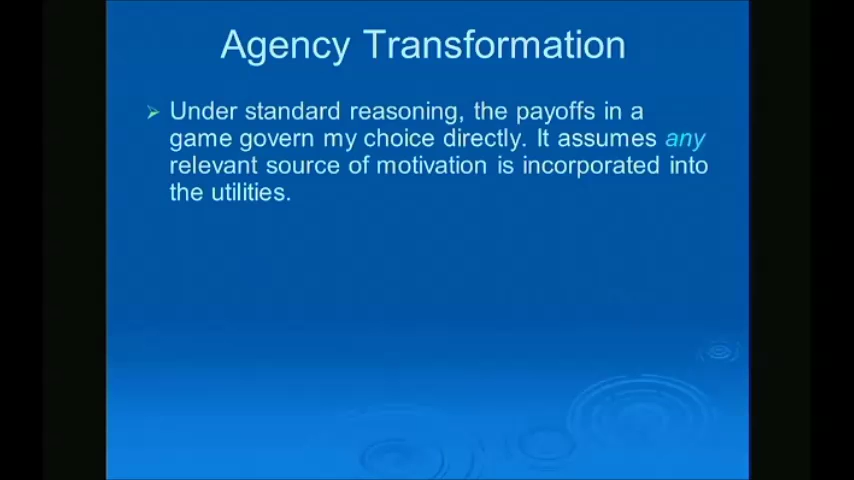 Agency Transformation
Under standard reasoning, the payoffs in a
game govern my choice directly. It assumes any
relevant source of motivation is incorporated into
the utilities.